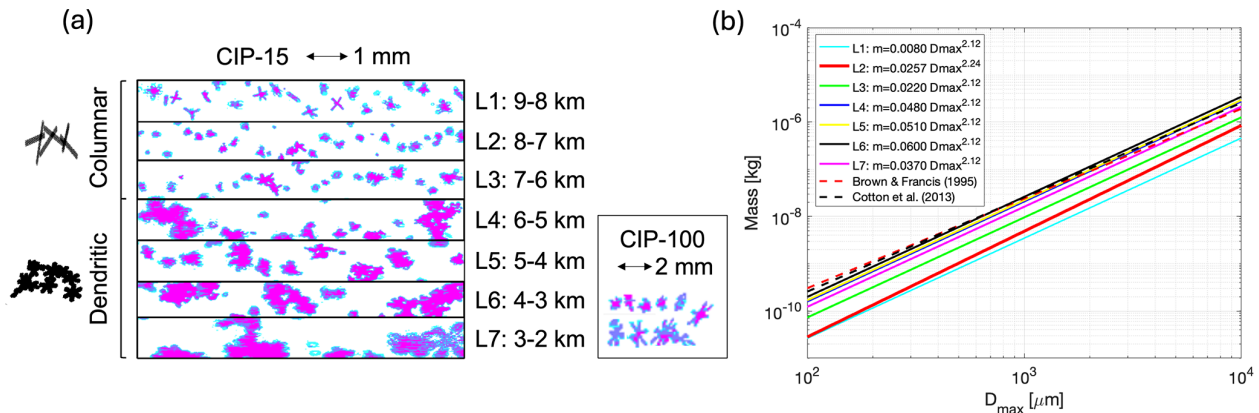 (a)
CIP-15 ↔ 1 mm
Columnar
Dendritic
L1: 9-8 km
L2: 8-7 km
L3: 7-6 km
L4: 6-5 km
L5: 5-4 km
L6: 4-3 km
L7: 3-2 km
CIP-100
↔ 2 mm
(b)
Mass [kg]
10^-4
10^-6
10^-8
10^-10
L1: m=0.0080 Dmax^2.12
L2: m=0.0257 Dmax^2.24
L3: m=0.0220 Dmax^2.12
L4: m=0.0480 Dmax^2.12
L5: m=0.0510 Dmax^2.12
L6: m=0.0600 Dmax^2.12
L7: m=0.0370 Dmax^2.12
Brown & Francis (1995)
Cotton et al. (2013)
10^2
10^3
10^4
D_max [μm]